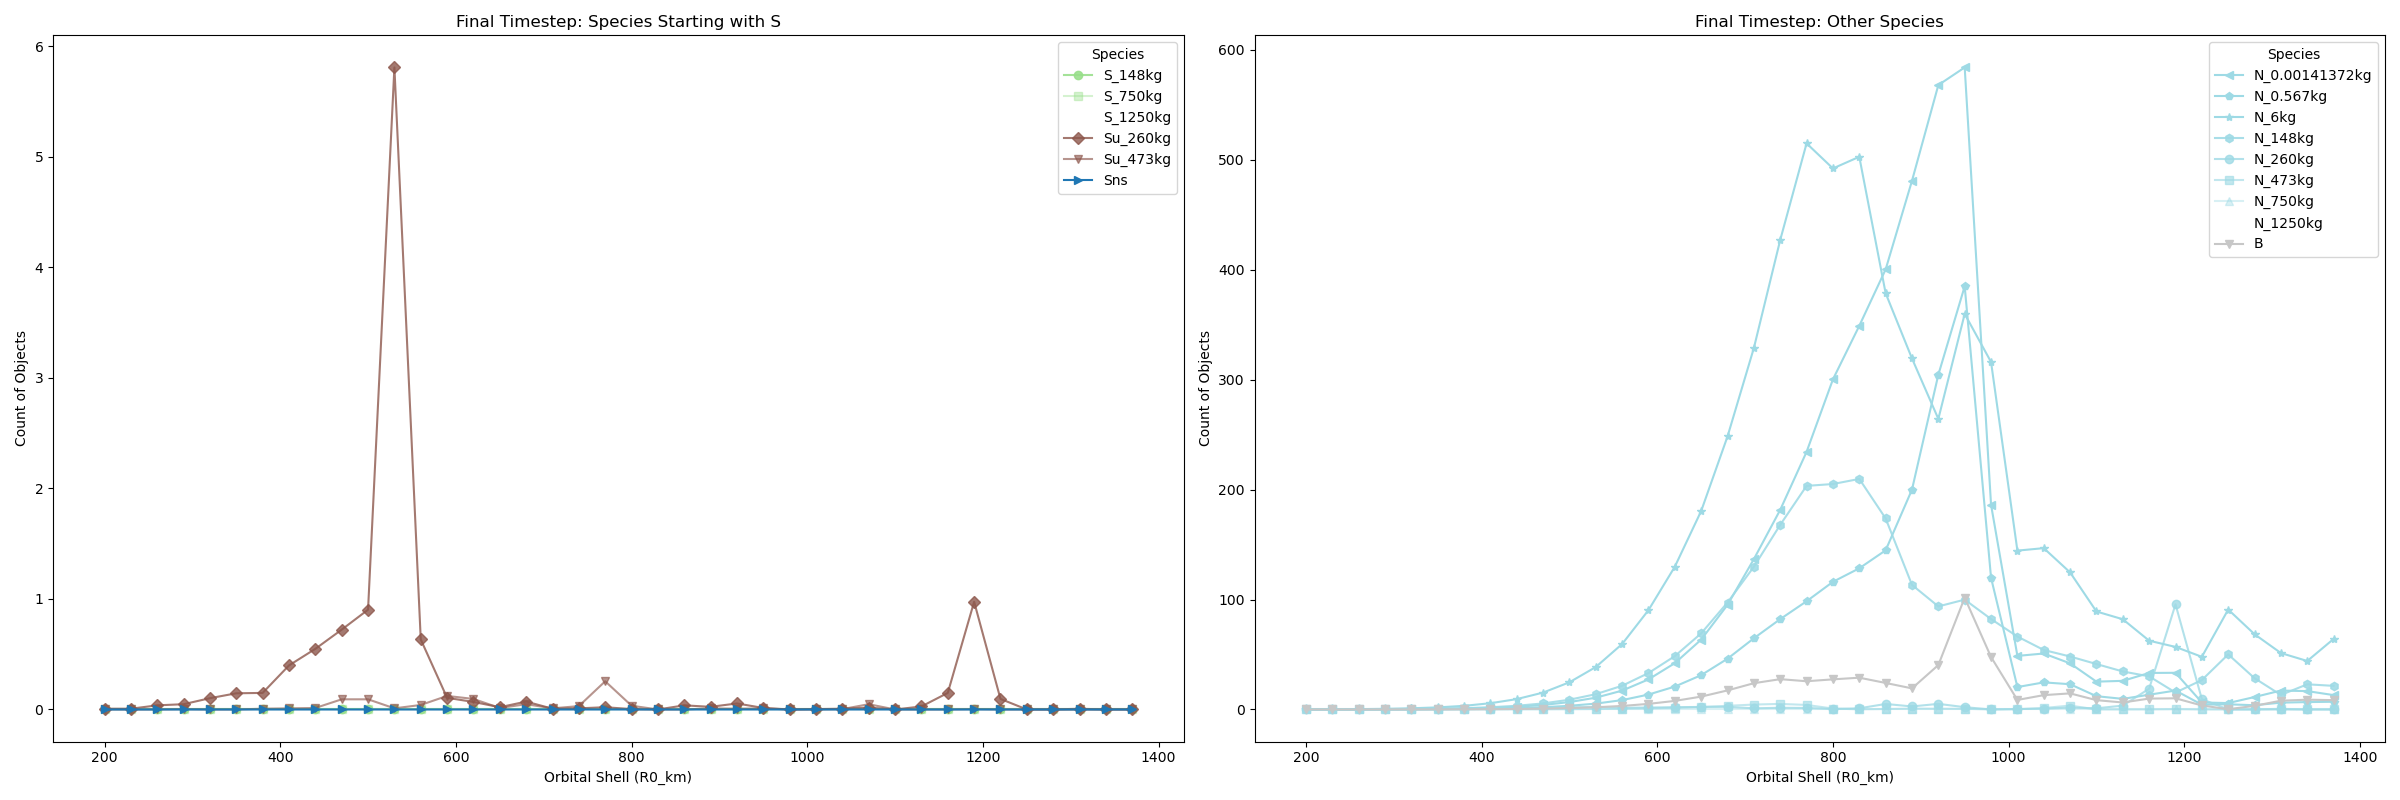 Final Timestep: Species Starting with S
Count of Objects
6
5
4
3
2
1
0
200
400
600
800
1000
1200
1400
Orbital Shell (R0_km)
Species
S_148kg
S_750kg
S_1250kg
Su_260kg
Su_473kg
Sns
Final Timestep: Other Species
Count of Objects
600
500
400
300
200
100
0
200
400
600
800
1000
1200
1400
Orbital Shell (R0_km)
Species
N_0.00141372kg
N_0.567kg
N_6kg
N_148kg
N_260kg
N_473kg
N_750kg
N_1250kg
B